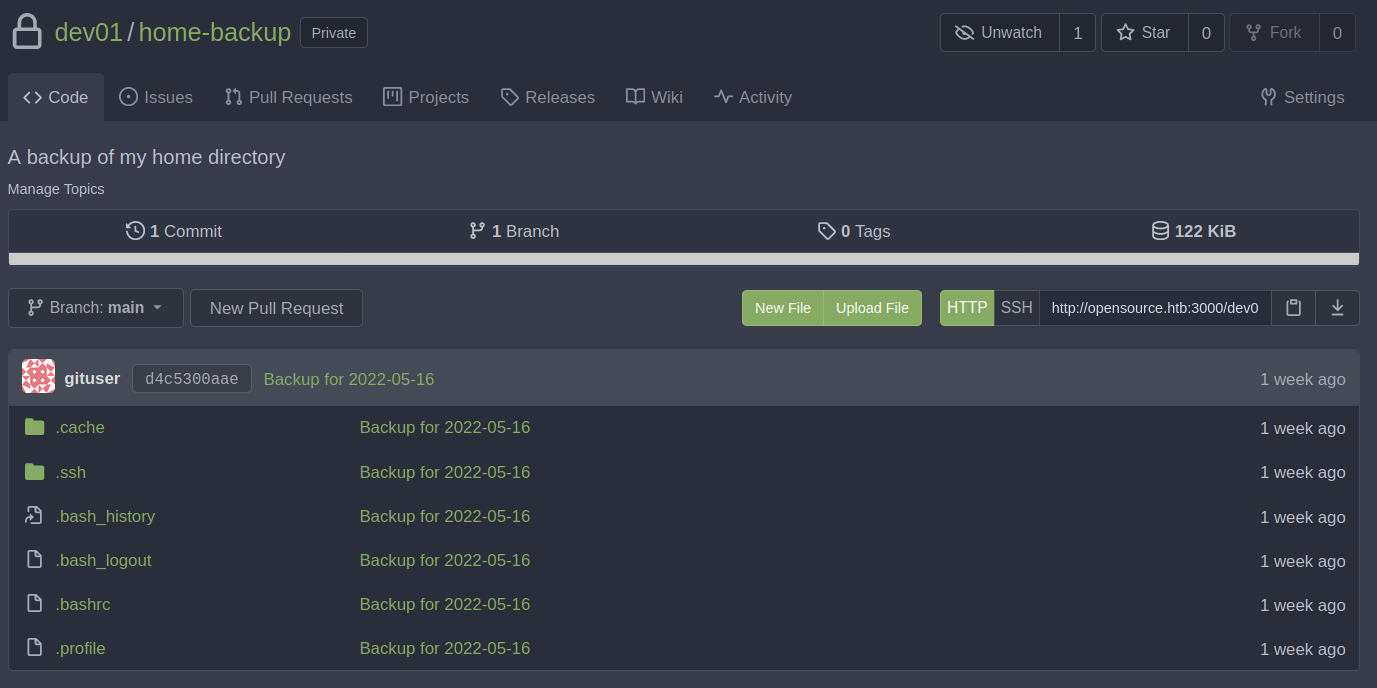 dev01/home-backup Private Unwatch 1 Star 0 Fork 0
Code Issues Pull Requests Projects Releases Wiki Activity Settings
A backup of my home directory
Manage Topics
1 Commit 1 Branch 0 Tags 122 KiB
Branch: main New Pull Request New File Upload File HTTP SSH http://opensource.htb:3000/dev0
gituser d4c5300aae Backup for 2022-05-16 1 week ago
.cache Backup for 2022-05-16 1 week ago
.ssh Backup for 2022-05-16 1 week ago
.bash_history Backup for 2022-05-16 1 week ago
.bash_logout Backup for 2022-05-16 1 week ago
.bashrc Backup for 2022-05-16 1 week ago
.profile Backup for 2022-05-16 1 week ago